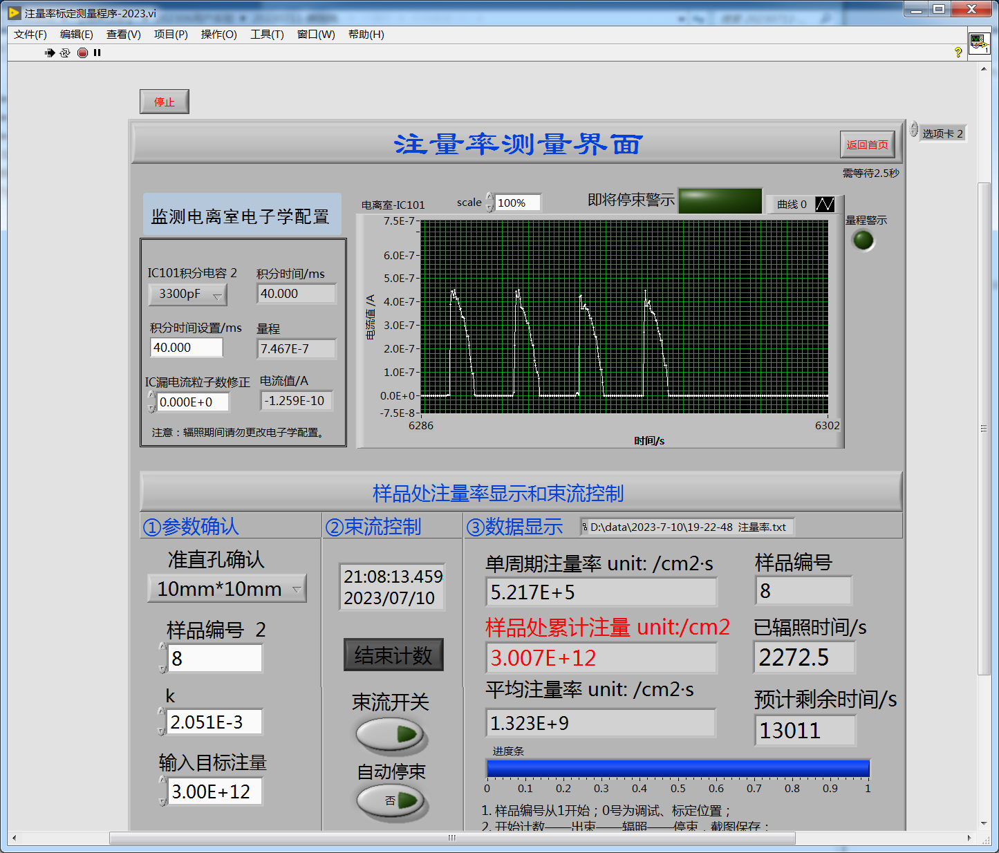 注量率标定测量程序-2023.vi
文件(F) 编辑(E) 查看(V) 项目(P) 操作(O) 工具(T) 窗口(W) 帮助(H)
停止
注量率测量界面
返回首页
选项卡 2
需等待2.5秒
监测电离室电子学配置
IC101积分电容 2
积分时间/ms
3300pF
40.000
积分时间设置/ms
量程
40.000
7.467E-7
IC漏电流粒子数修正
电流值/A
0.000E+0
-1.259E-10
注意：辐照期间请勿更改电子学配置。
电离室-IC101
scale
100%
即将停束警示
曲线 0
量程警示
电流值/A
7.5E-7
6.0E-7
5.0E-7
4.0E-7
3.0E-7
2.0E-7
1.0E-7
0.0E+0
-7.5E-8
6286
6302
时间/s
样品处注量率显示和束流控制
①参数确认
②束流控制
③数据显示
D:\data\2023-7-10\19-22-48 注量率.txt
准直孔确认
10mm*10mm
样品编号 2
8
k
2.051E-3
输入目标注量
3.00E+12
21:08:13.459
2023/07/10
结束计数
束流开关
自动停束
否
单周期注量率 unit: /cm2·s
5.217E+5
样品处累计注量 unit:/cm2
3.007E+12
平均注量率 unit: /cm2·s
1.323E+9
样品编号
8
已辐照时间/s
2272.5
预计剩余时间/s
13011
进度条
0 0.1 0.2 0.3 0.4 0.5 0.6 0.7 0.8 0.9 1
1. 样品编号从1开始；0号为调试、标定位置；
2. 开始计数——出束——辐照——停束，截图保存；